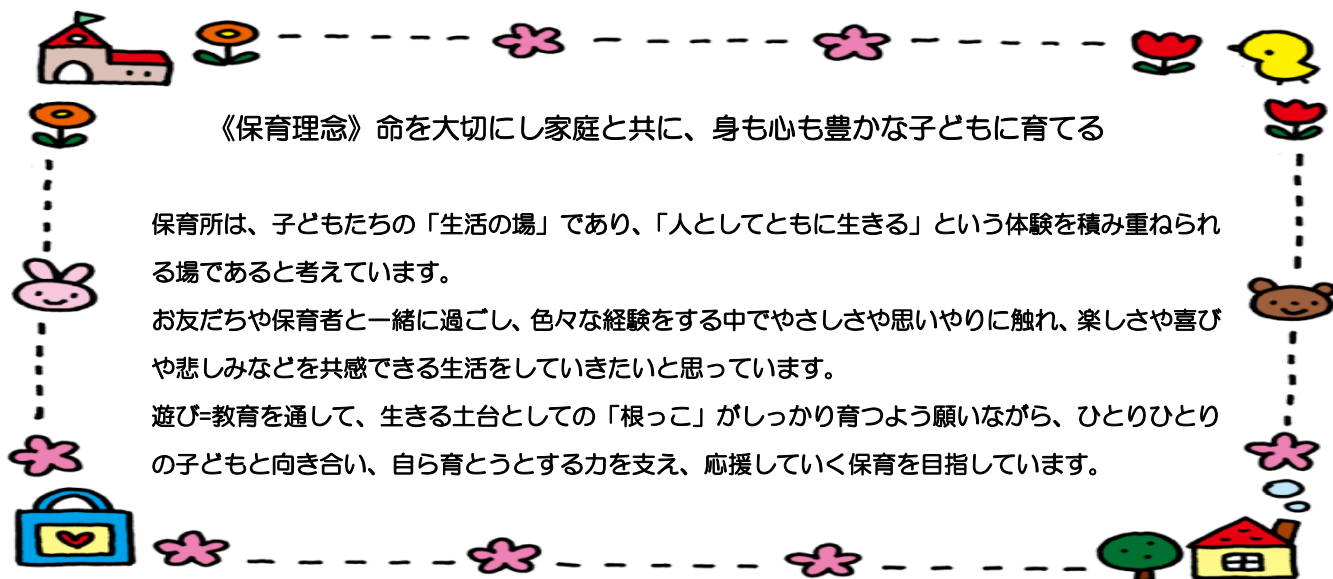 《保育理念》命を大切にし家庭と共に、身も心も豊かな子どもに育てる
保育所は、子どもたちの「生活の場」であり、「人としてともに生きる」という体験を積み重ねられ
る場であると考えています。
お友だちや保育者と一緒に過ごし、色々な経験をする中でやさしさや思いやりに触れ、楽しさや喜び
や悲しみなどを共感できる生活をしていきたいと思っています。
遊び=教育を通して、生きる土台としての「根っこ」がしっかり育つよう願いながら、ひとりひとり
の子どもと向き合い、自ら育とうとする力を支え、応援していく保育を目指しています。